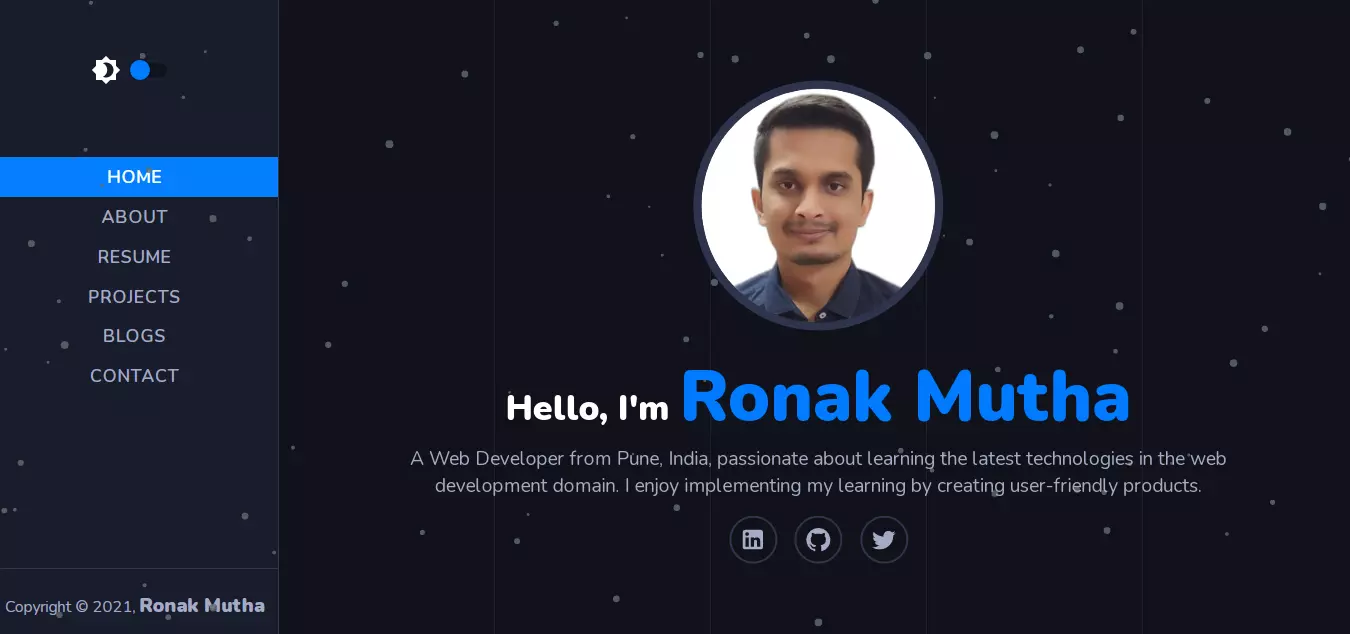 HOME
ABOUT
RESUME
PROJECTS
BLOGS
CONTACT
Copyright © 2021, Ronak Mutha
Hello, I'm Ronak Mutha
A Web Developer from Pune, India, passionate about learning the latest technologies in the web
development domain. I enjoy implementing my learning by creating user-friendly products.